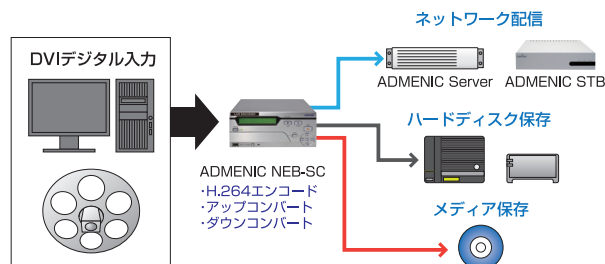 DVIデジタル入力
ADMENIC NEB-SC
・H.264エンコード
・アップコンバート
・ダウンコンバート
ネットワーク配信
ADMENIC Server
ADMENIC STB
ハードディスク保存
メディア保存